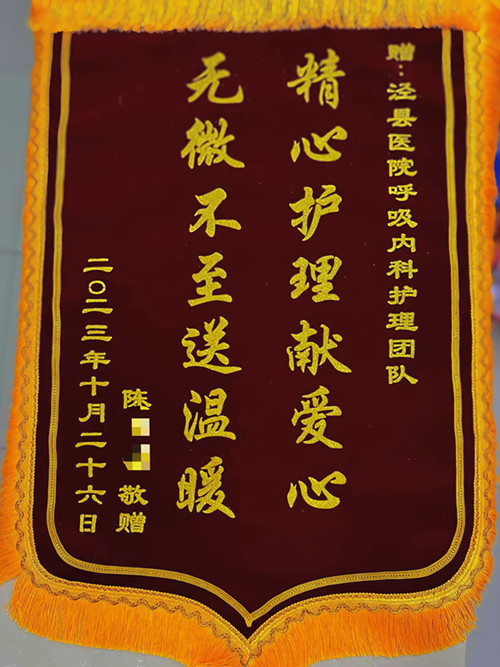 赠：泾县医院呼吸内科护理团队
精心护理献爱心
无微不至送温暖
陈 敬赠
二〇二三年十月二十六日